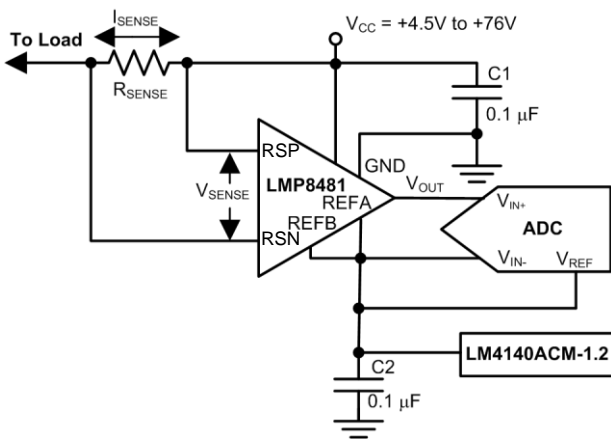 ISENSE
To Load
VCC = +4.5V to +76V
RSENSE
C1
0.1 µF
RSP
GND
LMP8481
VOUT
VSENSE
REFA
REFB
VIN+
ADC
RSN
VIN-
VREF
LM4140ACM-1.2
C2
0.1 µF